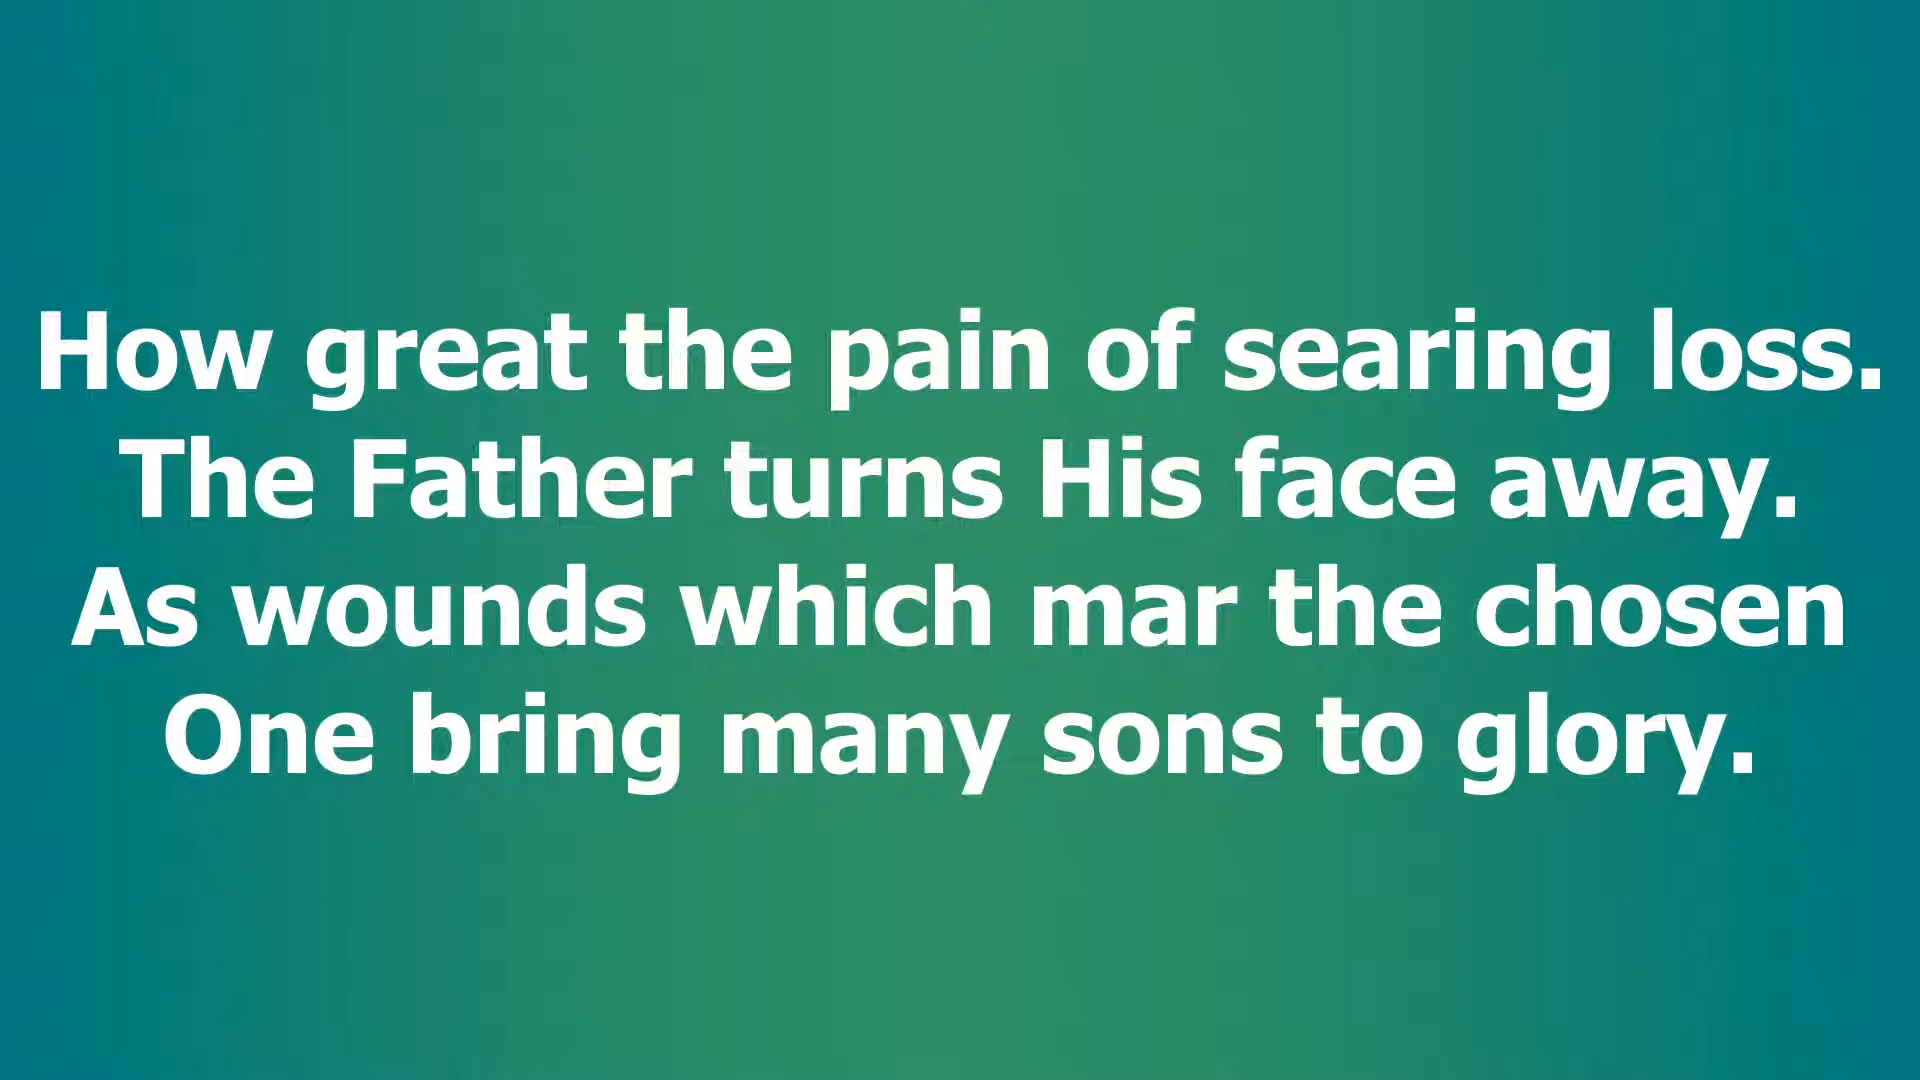 How great the pain of searing loss.
The Father turns His face away.
As wounds which mar the chosen
One bring many sons to glory.